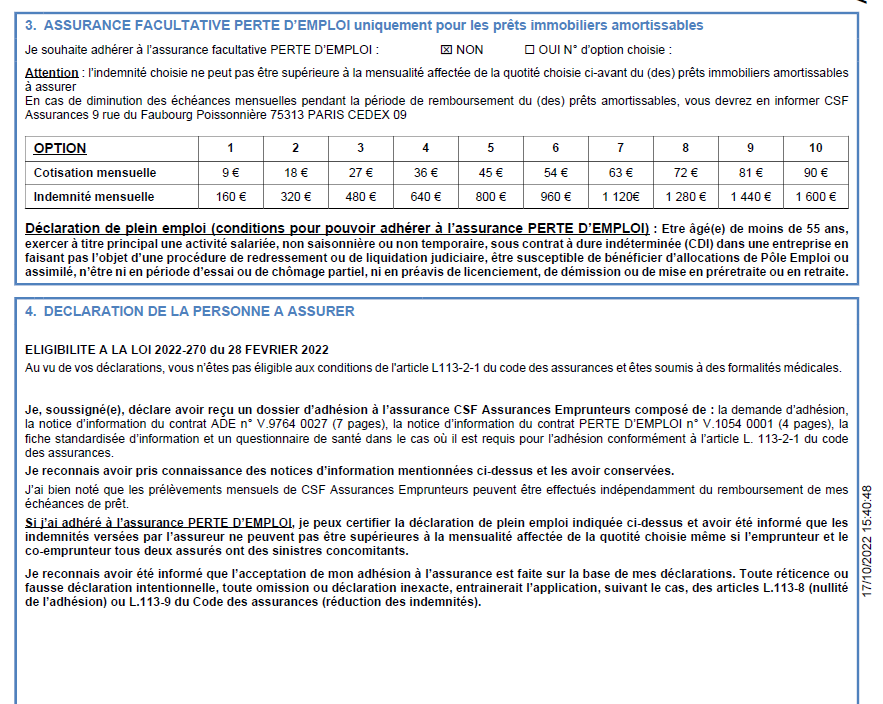 3. ASSURANCE FACULTATIVE PERTE D'EMPLOI uniquement pour les prêts immobiliers amortissables
Je souhaite adhérer à l'assurance facultative PERTE D'EMPLOI : ☒ NON ☐ OUI N° d'option choisie :
Attention : l'indemnité choisie ne peut pas être supérieure à la mensualité affectée de la quotité choisie ci-avant du (des) prêts immobiliers amortissables
à assurer
En cas de diminution des échéances mensuelles pendant la période de remboursement du (des) prêts amortissables, vous devrez en informer CSF
Assurances 9 rue du Faubourg Poissonnière 75313 PARIS CEDEX 09
OPTION 1 2 3 4 5 6 7 8 9 10
Cotisation mensuelle 9 € 18 € 27 € 36 € 45 € 54 € 63 € 72 € 81 € 90 €
Indemnité mensuelle 160 € 320 € 480 € 640 € 800 € 960 € 1 120€ 1 280 € 1 440 € 1 600 €
Déclaration de plein emploi (conditions pour pouvoir adhérer à l'assurance PERTE D'EMPLOI) : Etre âgé(e) de moins de 55 ans,
exercer à titre principal une activité salariée, non saisonnière ou non temporaire, sous contrat à dure indéterminée (CDI) dans une entreprise en
faisant pas l'objet d'une procédure de redressement ou de liquidation judiciaire, être susceptible de bénéficier d'allocations de Pôle Emploi ou
assimilé, n'être ni en période d'essai ou de chômage partiel, ni en préavis de licenciement, de démission ou de mise en préretraite ou en retraite.
4. DECLARATION DE LA PERSONNE A ASSURER
ELIGIBILITE A LA LOI 2022-270 du 28 FEVRIER 2022
Au vu de vos déclarations, vous n'êtes pas éligible aux conditions de l'article L113-2-1 du code des assurances et êtes soumis à des formalités médicales.
Je, soussigné(e), déclare avoir reçu un dossier d'adhésion à l'assurance CSF Assurances Emprunteurs composé de : la demande d'adhésion,
la notice d'information du contrat ADE n° V.9764 0027 (7 pages), la notice d'information du contrat PERTE D'EMPLOI n° V.1054 0001 (4 pages), la
fiche standardisée d'information et un questionnaire de santé dans le cas où il est requis pour l'adhésion conformément à l'article L. 113-2-1 du code
des assurances.
Je reconnais avoir pris connaissance des notices d'information mentionnées ci-dessus et les avoir conservées.
J'ai bien noté que les prélèvements mensuels de CSF Assurances Emprunteurs peuvent être effectués indépendamment du remboursement de mes
échéances de prêt.
Si j'ai adhéré à l'assurance PERTE D'EMPLOI, je peux certifier la déclaration de plein emploi indiquée ci-dessus et avoir été informé que les
indemnités versées par l'assureur ne peuvent pas être supérieures à la mensualité affectée de la quotité choisie même si l'emprunteur et le
co-emprunteur tous deux assurés ont des sinistres concomitants.
Je reconnais avoir été informé que l'acceptation de mon adhésion à l'assurance est faite sur la base de mes déclarations. Toute réticence ou
fausse déclaration intentionnelle, toute omission ou déclaration inexacte, entrainerait l'application, suivant le cas, des articles L.113-8 (nullité
de l'adhésion) ou L.113-9 du Code des assurances (réduction des indemnités).
17/10/2022 15:40:48